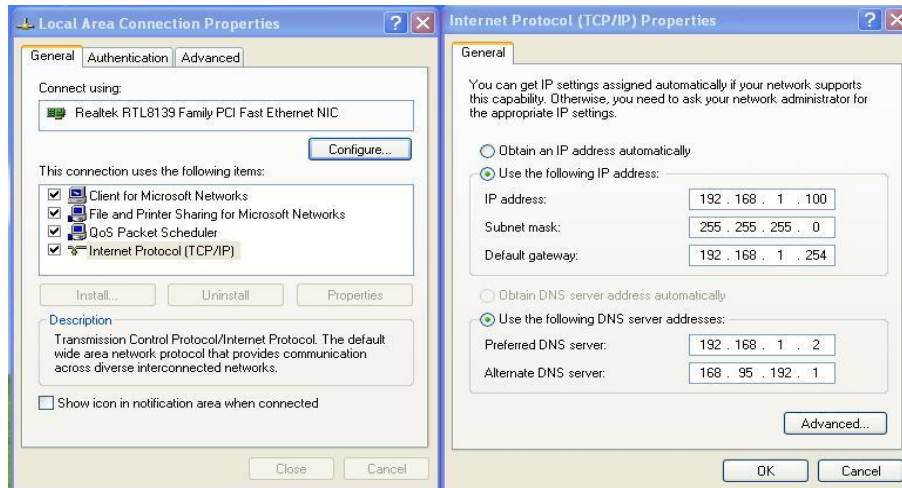 Local Area Connection Properties
General
Authentication
Advanced
Connect using:
Realtek RTL8139 Family PCI Fast Ethernet NIC
Configure...
This connection uses the following items:
Client for Microsoft Networks
File and Printer Sharing for Microsoft Networks
QoS Packet Scheduler
Internet Protocol (TCP/IP)
Install...
Uninstall
Properties
Description
Transmission Control Protocol/Internet Protocol. The default
wide area network protocol that provides communication
across diverse interconnected networks.
Show icon in notification area when connected
Close
Cancel
Internet Protocol (TCP/IP) Properties
General
You can get IP settings assigned automatically if your network supports
this capability. Otherwise, you need to ask your network administrator for
the appropriate IP settings.
Obtain an IP address automatically
Use the following IP address:
IP address: 192 . 168 . 1 . 100
Subnet mask: 255 . 255 . 255 . 0
Default gateway: 192 . 168 . 1 . 254
Obtain DNS server address automatically
Use the following DNS server addresses:
Preferred DNS server: 192 . 168 . 1 . 2
Alternate DNS server: 168 . 95 . 192 . 1
Advanced...
OK
Cancel